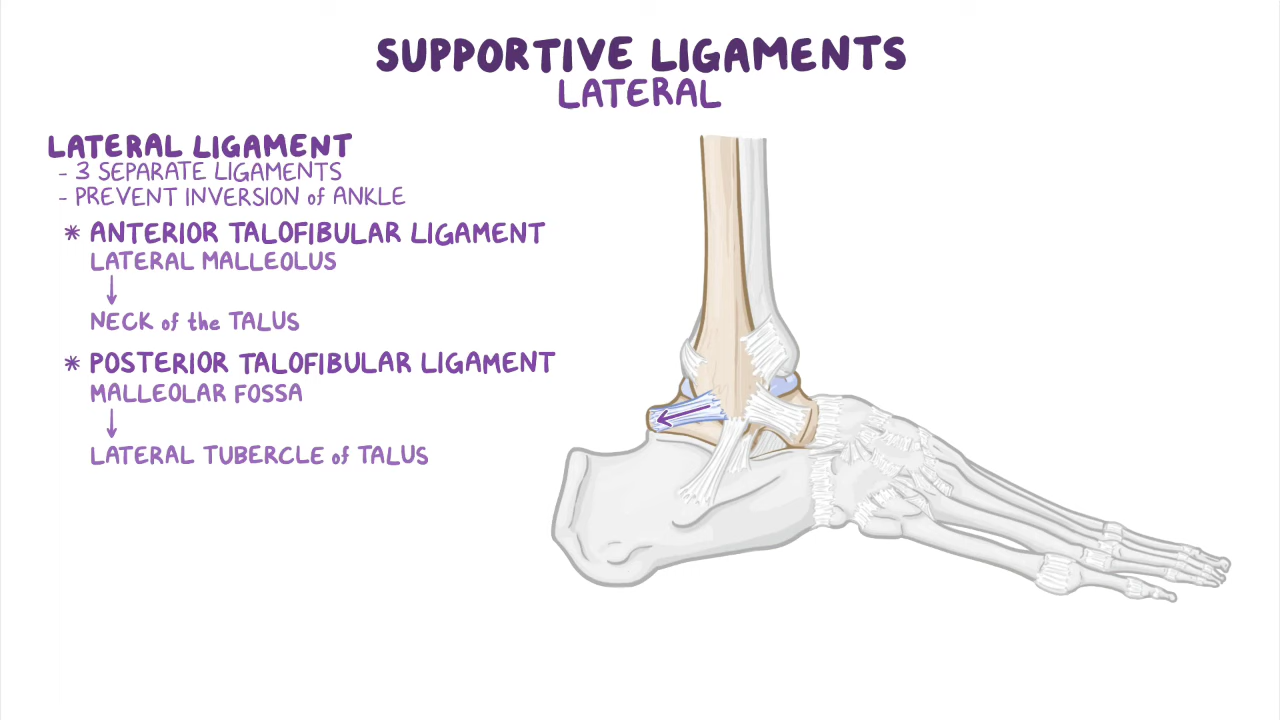 SUPPORTIVE LIGAMENTS
LATERAL
LATERAL LIGAMENT
- 3 SEPARATE LIGAMENTS
- PREVENT INVERSION of ANKLE
* ANTERIOR TALOFIBULAR LIGAMENT
LATERAL MALLEOLUS
↓
NECK of the TALUS
* POSTERIOR TALOFIBULAR LIGAMENT
MALLEOLAR FOSSA
↓
LATERAL TUBERCLE of TALUS